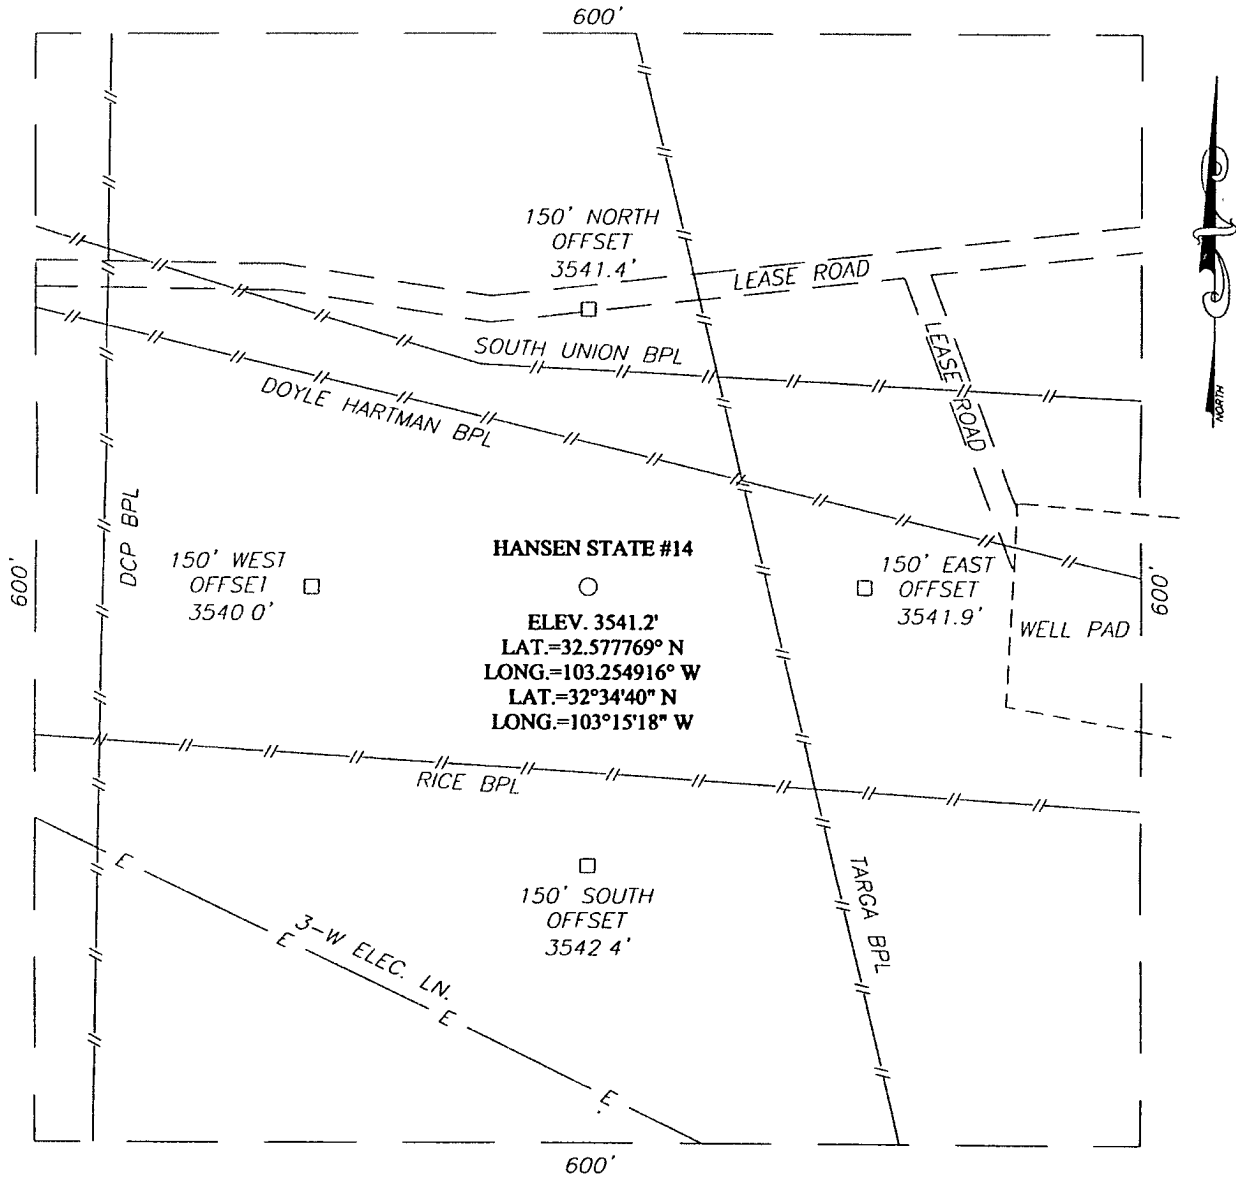 600'
150' NORTH
OFFSET
3541.4'
LEASE ROAD
SOUTH UNION BPL
LEASE ROAD
DOYLE HARTMAN BPL
NORTH
DCP BPL
150' WEST
OFFSET
3540 0'
HANSEN STATE #14
150' EAST
OFFSET
3541.9'
600'
600'
WELL PAD
ELEV. 3541.2'
LAT.=32.577769° N
LONG.=103.254916° W
LAT.=32°34'40" N
LONG.=103°15'18" W
RICE BPL
150' SOUTH
OFFSET
3542 4'
TARGA BPL
E
3-W ELEC. LN.
E
E
E
600'